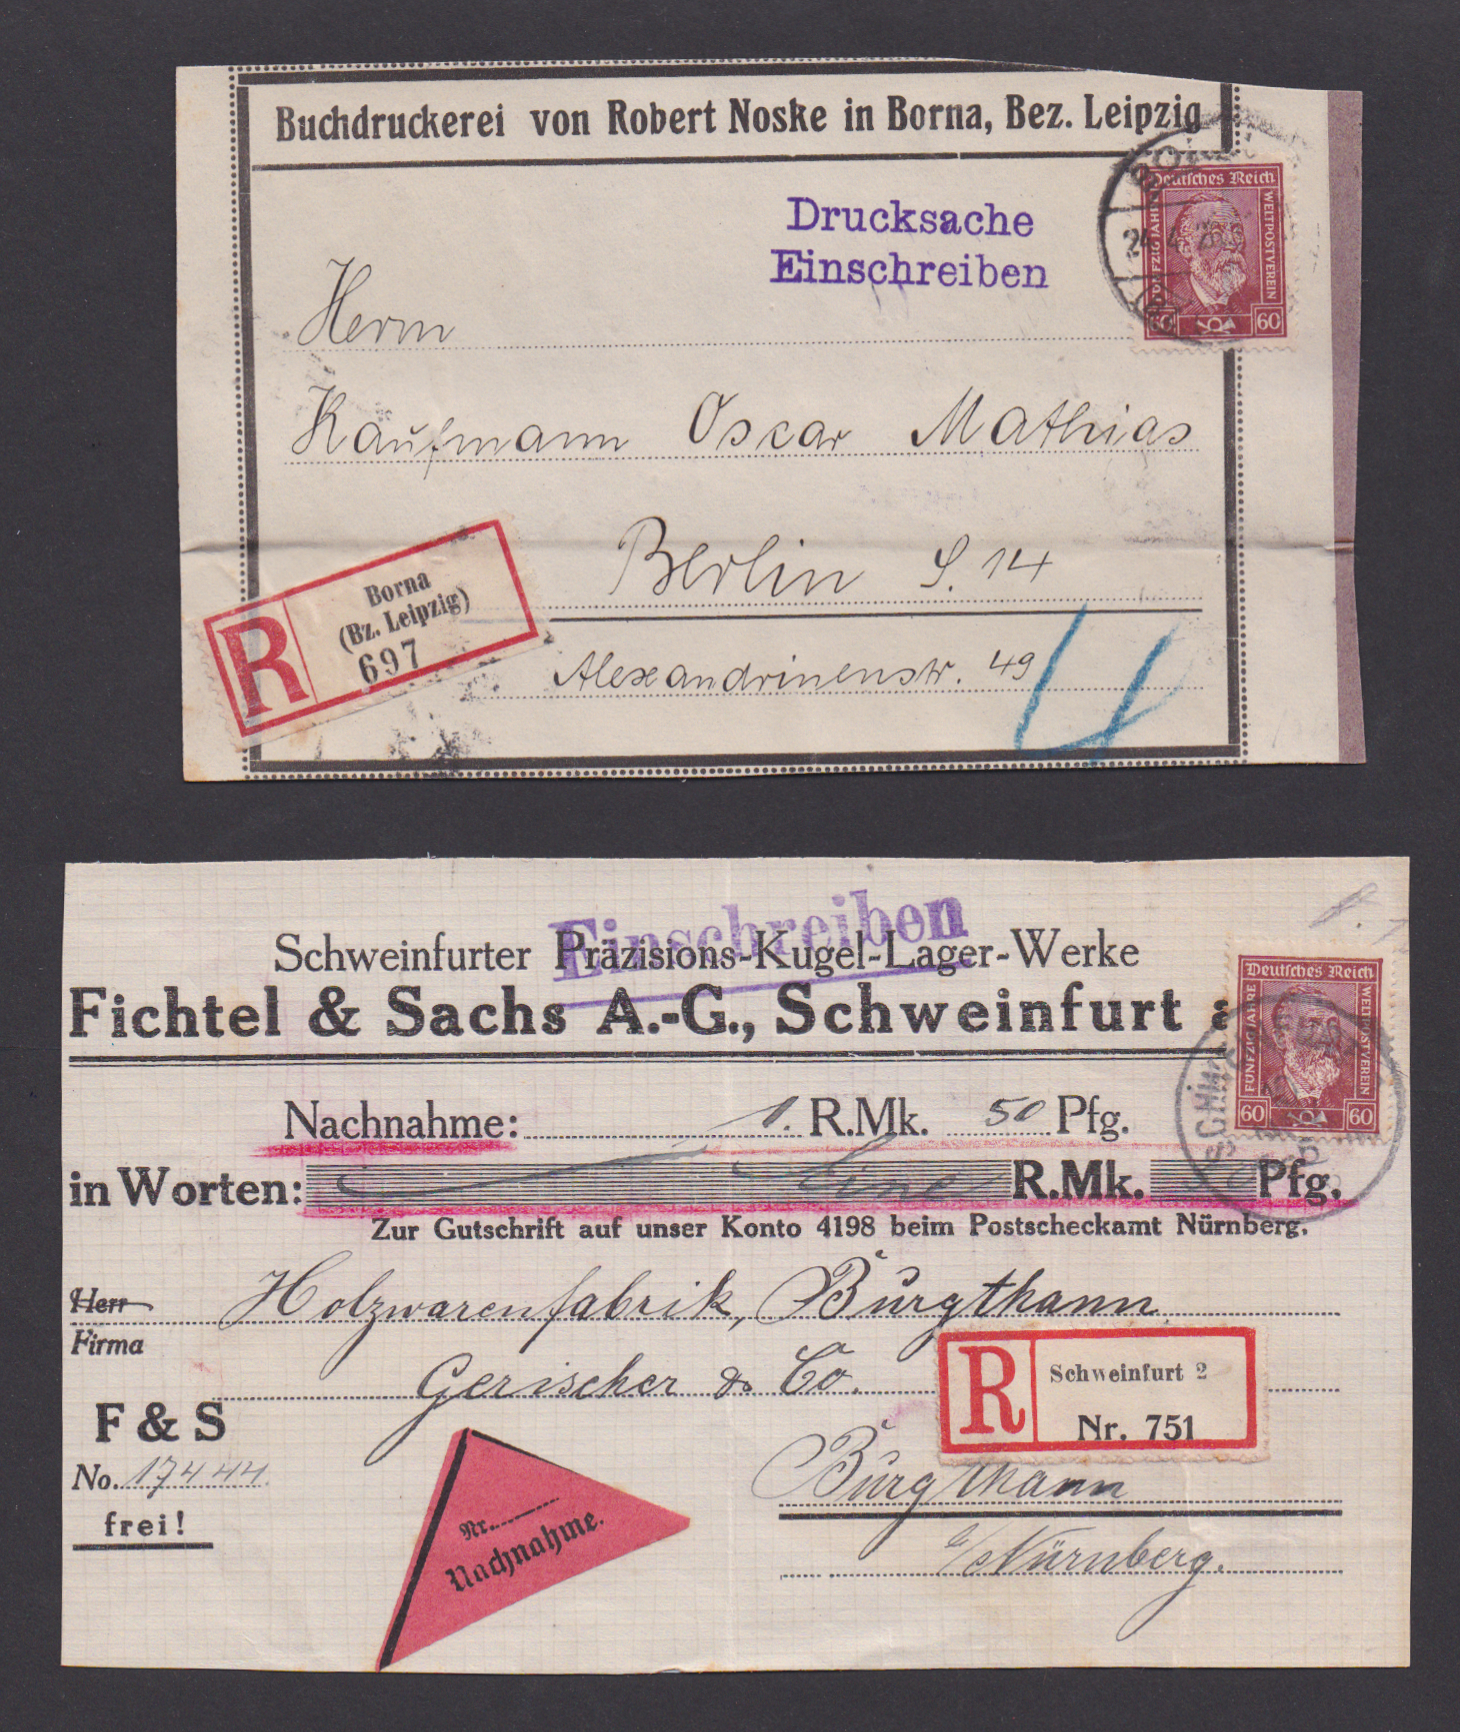 Buchdruckerei von Robert Noske in Borna, Bez. Leipzig
Drucksache
Einschreiben
Deutsches Reich
FÜNFZIG JAHRE
WELTPOSTVEREIN
60 60
24.4.
Herrn
Kaufmann Oscar Mathias
Berlin S. 14
Alexandrinenstr. 49
R
Borna
(Bz. Leipzig)
697
Einschreiben
Schweinfurter Präzisions-Kugel-Lager-Werke
Fichtel & Sachs A.-G., Schweinfurt a
Deutsches Reich
FÜNFZIG JAHRE
WELTPOSTVEREIN
60 60
Nachnahme: 1. R.Mk. 50 Pfg.
in Worten: Eine R.Mk. Pfg.
Zur Gutschrift auf unser Konto 4198 beim Postscheckamt Nürnberg.
Herr Holzwarenfabrik, Burgthann
Firma
Gerischer & Co.
R
Schweinfurt 2
Nr. 751
F & S
No. 17444
frei!
Burgthann
b/Nürnberg.
Nr.
Nachnahme.